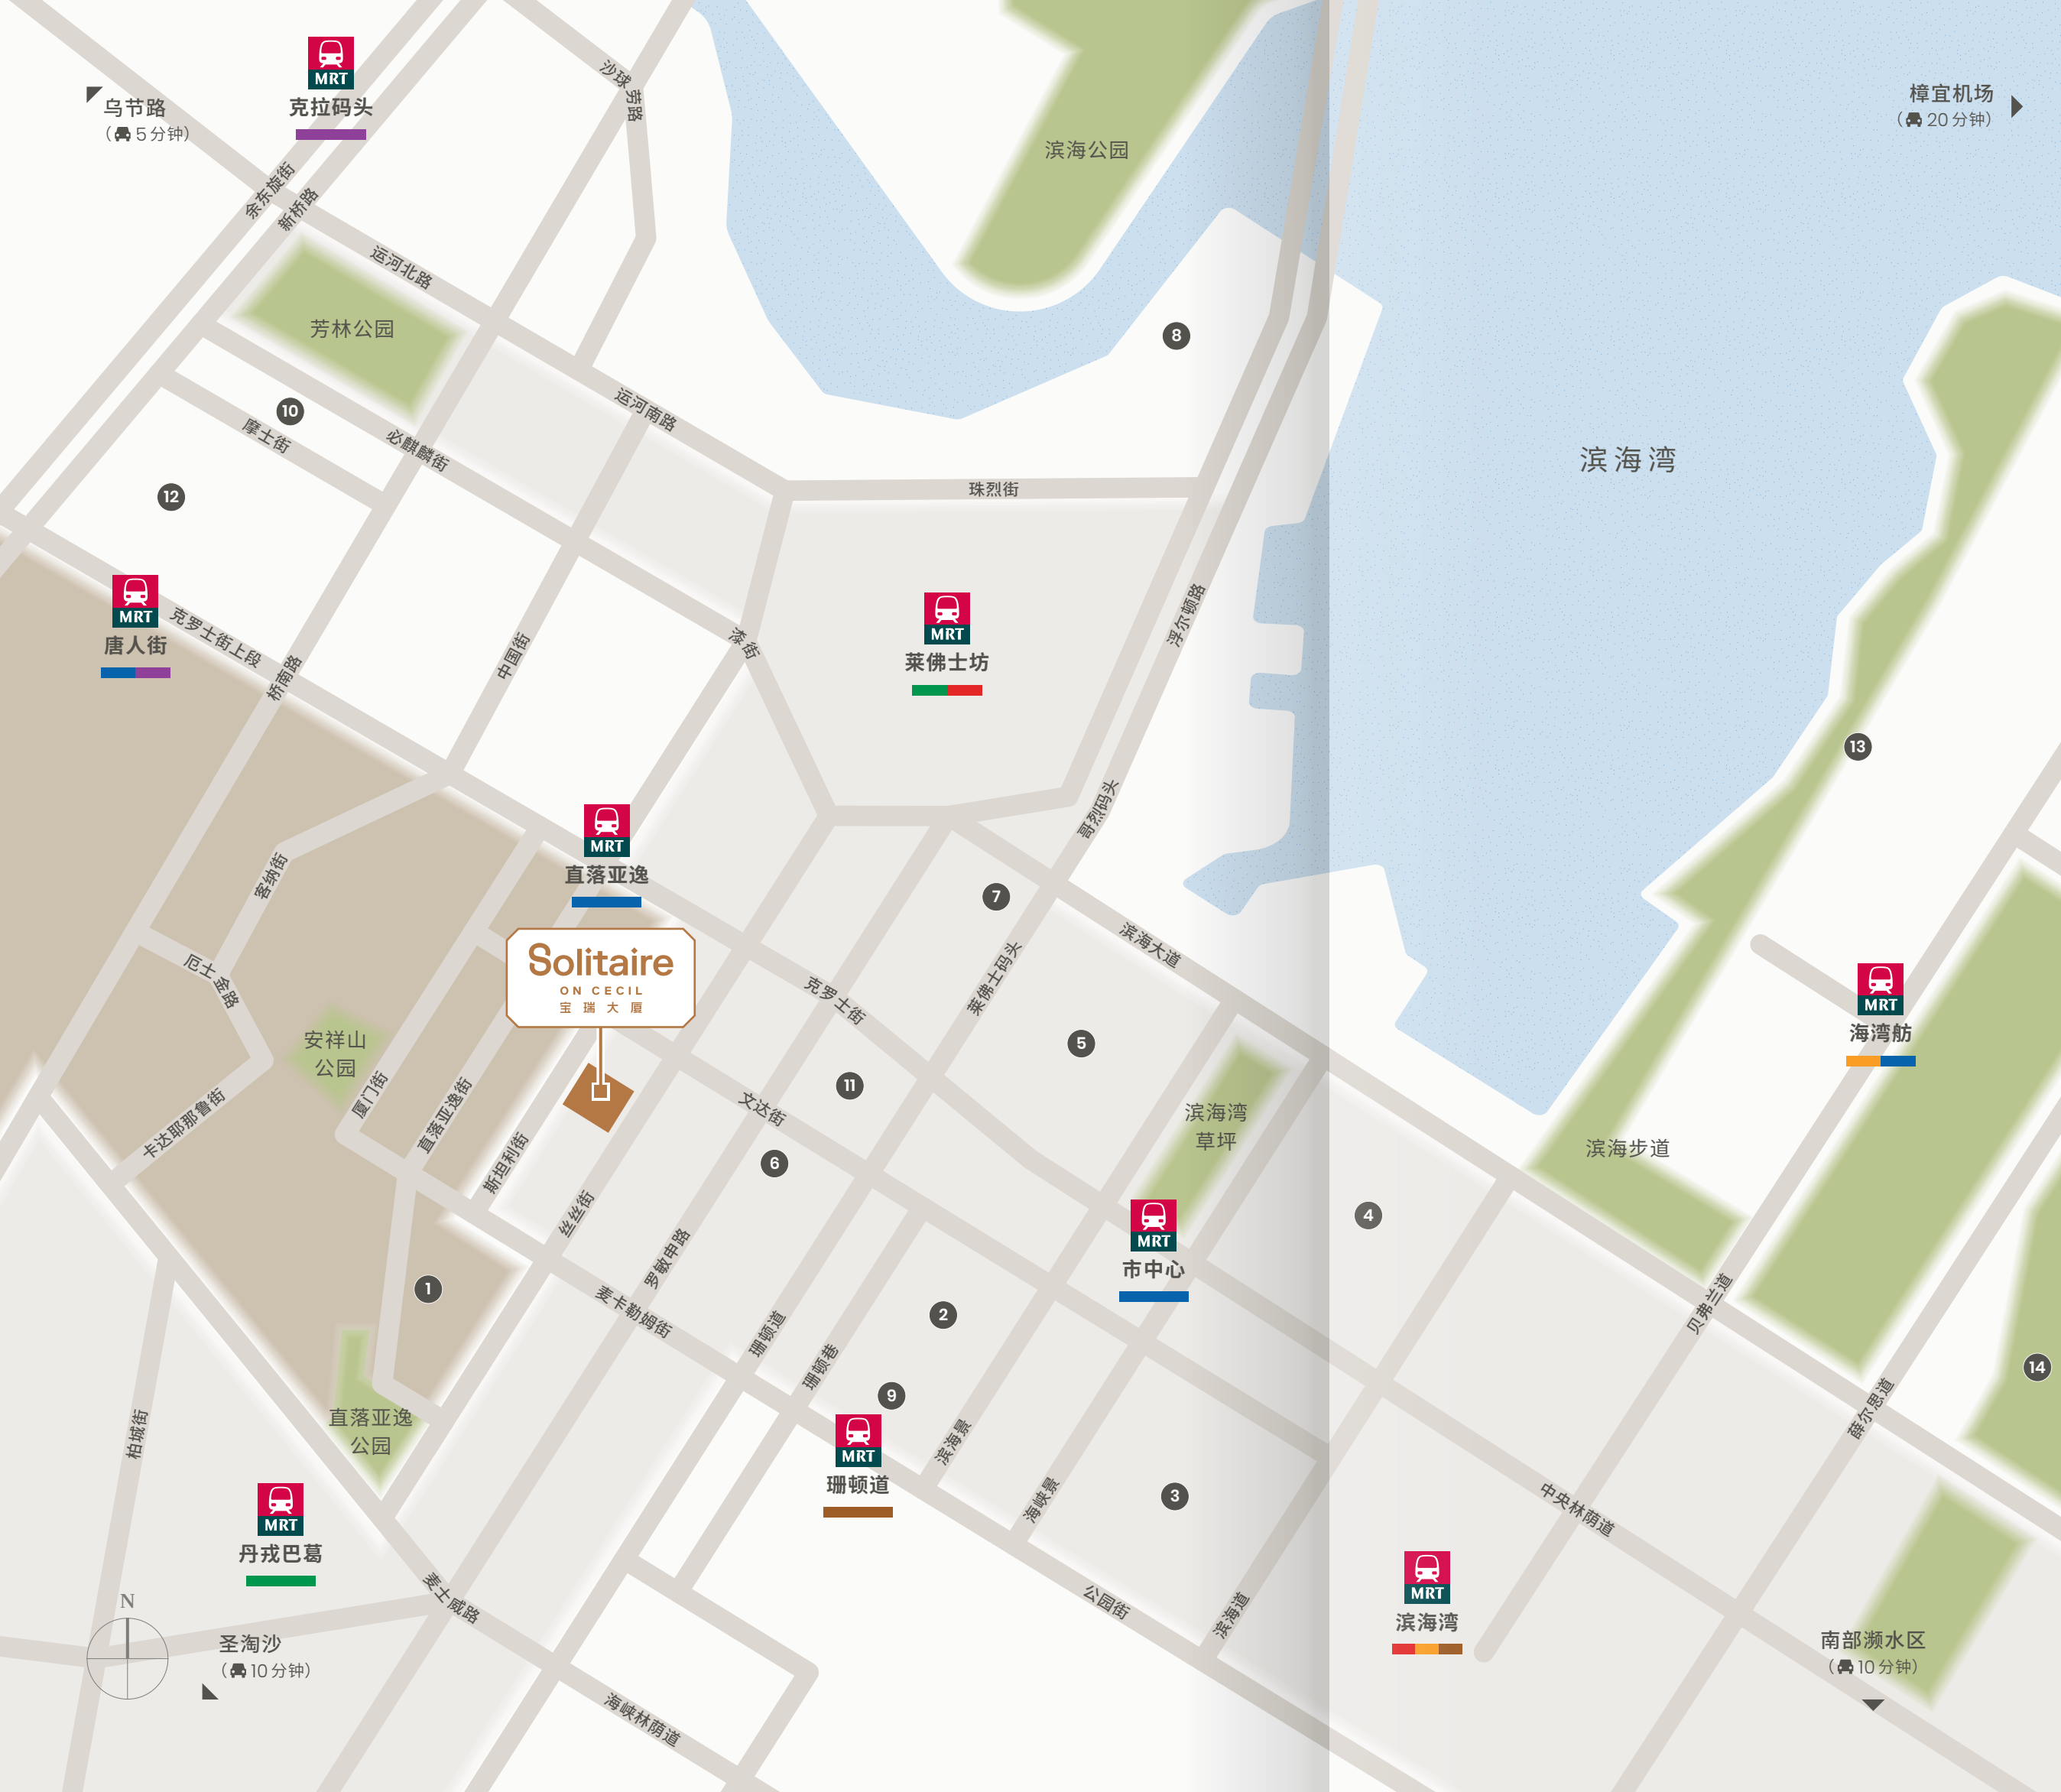 MRT
克拉码头
乌节路
(5 分钟)
沙球劳路
樟宜机场
(20 分钟)
滨海公园
余东旋街
新桥路
运河北路
芳林公园
8
10
运河南路
摩士街
必麒麟街
滨海湾
珠烈街
12
MRT
唐人街
克罗士街上段
桥南路
中国街
漆街
MRT
莱佛士坊
浮尔顿路
13
哥烈码头
MRT
直落亚逸
客纳街
7
滨海大道
Solitaire
ON CECIL
宝瑞大厦
厄士金路
克罗士街
莱佛士码头
MRT
海湾舫
安祥山
公园
5
11
厦门街
直落亚逸街
卡达耶那鲁街
文达街
滨海湾
草坪
滨海步道
斯坦利街
6
丝丝街
4
MRT
市中心
罗敏申路
1
麦卡勒姆街
2
珊顿道
珊顿巷
贝弗兰道
14
9
薛尔思道
柏城街
直落亚逸
公园
MRT
珊顿道
滨海景
海峡景
3
中央林荫道
MRT
丹戎巴葛
麦士威路
公园街
滨海道
MRT
滨海湾
N
圣淘沙
(10 分钟)
南部濒水区
(10 分钟)
海峡林荫道